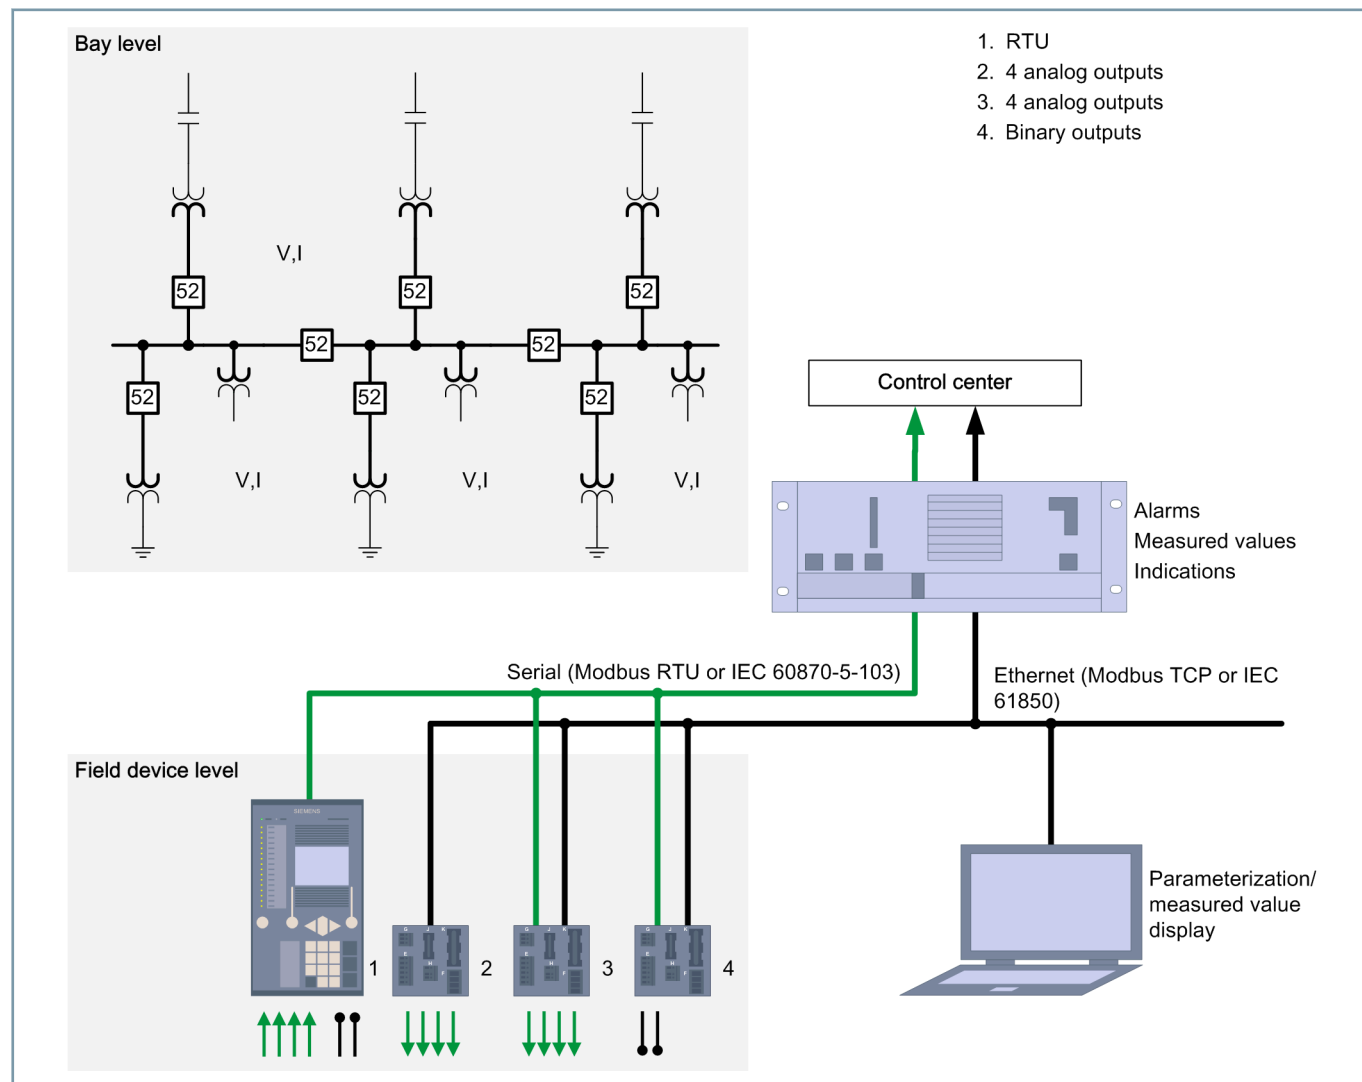 Bay level
1. RTU
2. 4 analog outputs
3. 4 analog outputs
4. Binary outputs
V,I
52
52
52
52
52
52
52
52
V,I
V,I
V,I
Control center
Alarms
Measured values
Indications
Serial (Modbus RTU or IEC 60870-5-103)
Ethernet (Modbus TCP or IEC
61850)
Field device level
SIEMENS
1
G
J
K
E
H
F
2
G
J
K
E
H
F
3
G
J
K
E
H
F
4
Parameterization/
measured value
display